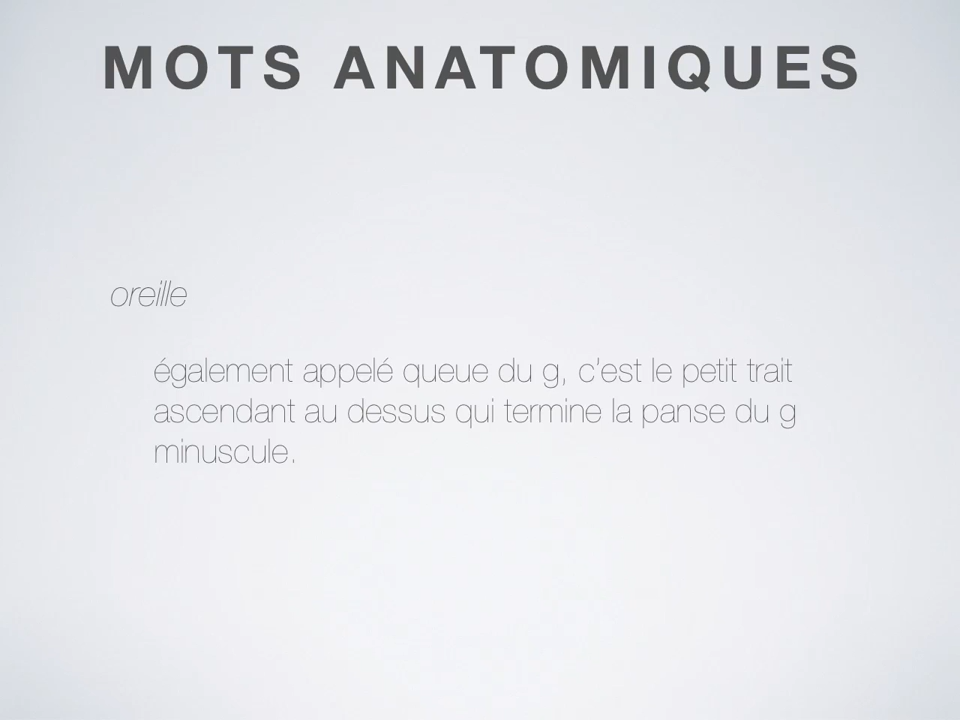 MOTS ANATOMIQUES
oreille
également appelé queue du g, c'est le petit trait
ascendant au dessus qui termine la panse du g
minuscule.